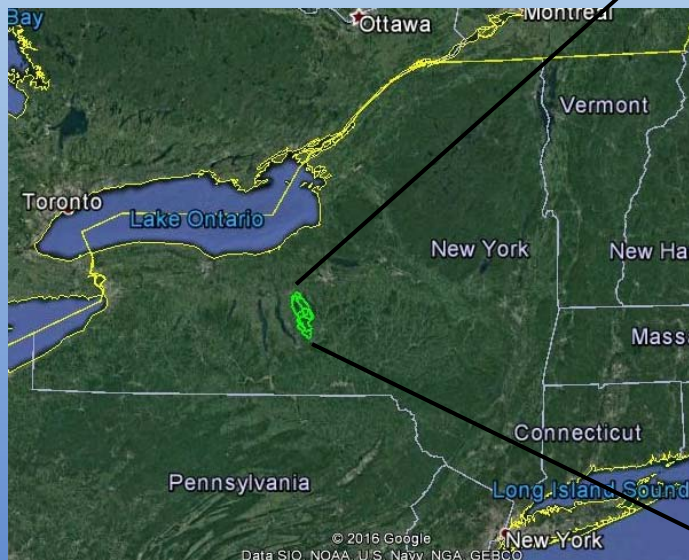 Bay
Ottawa
Montreal
Vermont
Toronto
Lake Ontario
New York
New Ha
Mass
Connecticut
Pennsylvania
Long Island Sound
© 2016 Google
New York
Data SIO, NOAA, U.S. Navy, NGA, GEBCO